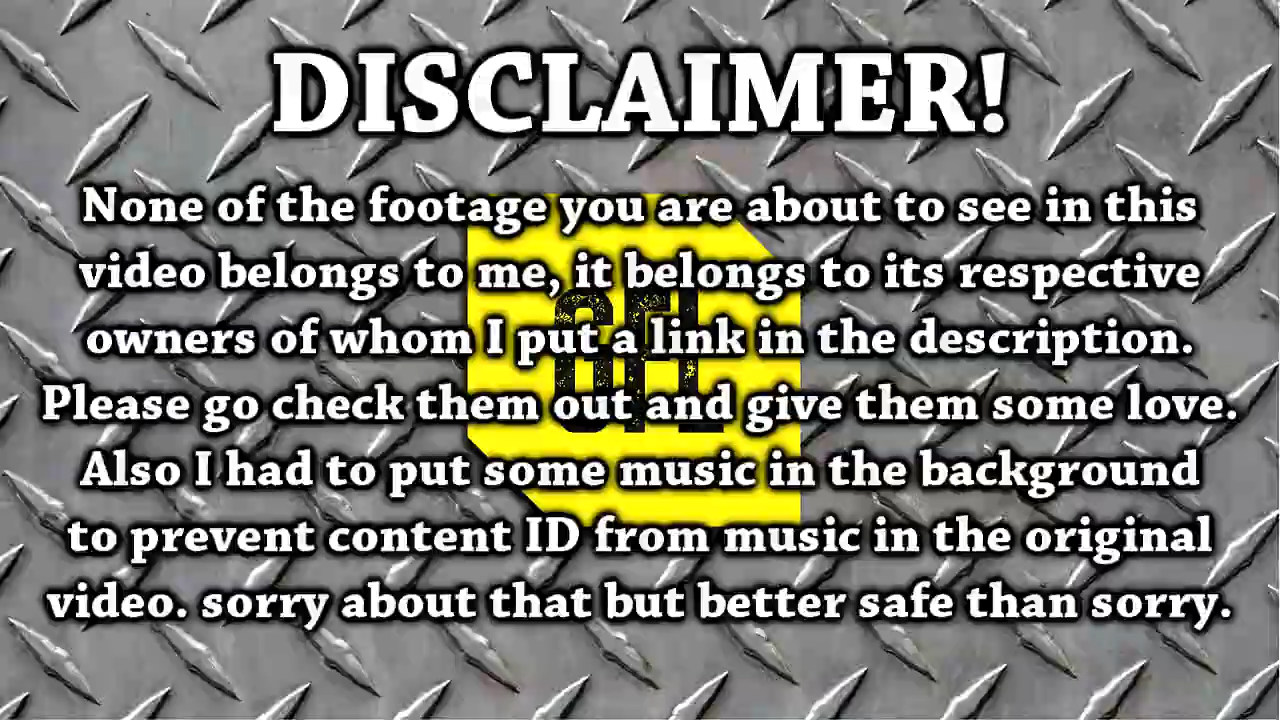 DISCLAIMER!
None of the footage you are about to see in this
video belongs to me, it belongs to its respective
owners of whom I put a link in the description.
Please go check them out and give them some love.
Also I had to put some music in the background
to prevent content ID from music in the original
video. sorry about that but better safe than sorry.